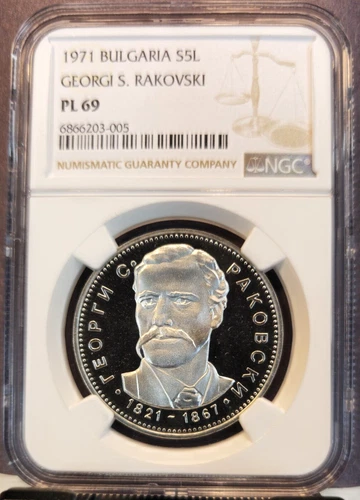 1971 BULGARIA S5L
GEORGI S. RAKOVSKI
PL 69
6866203-005
NUMISMATIC GUARANTY COMPANY
NGC
ГЕОРГИ С. РАКОВСКИ
1821 - 1867